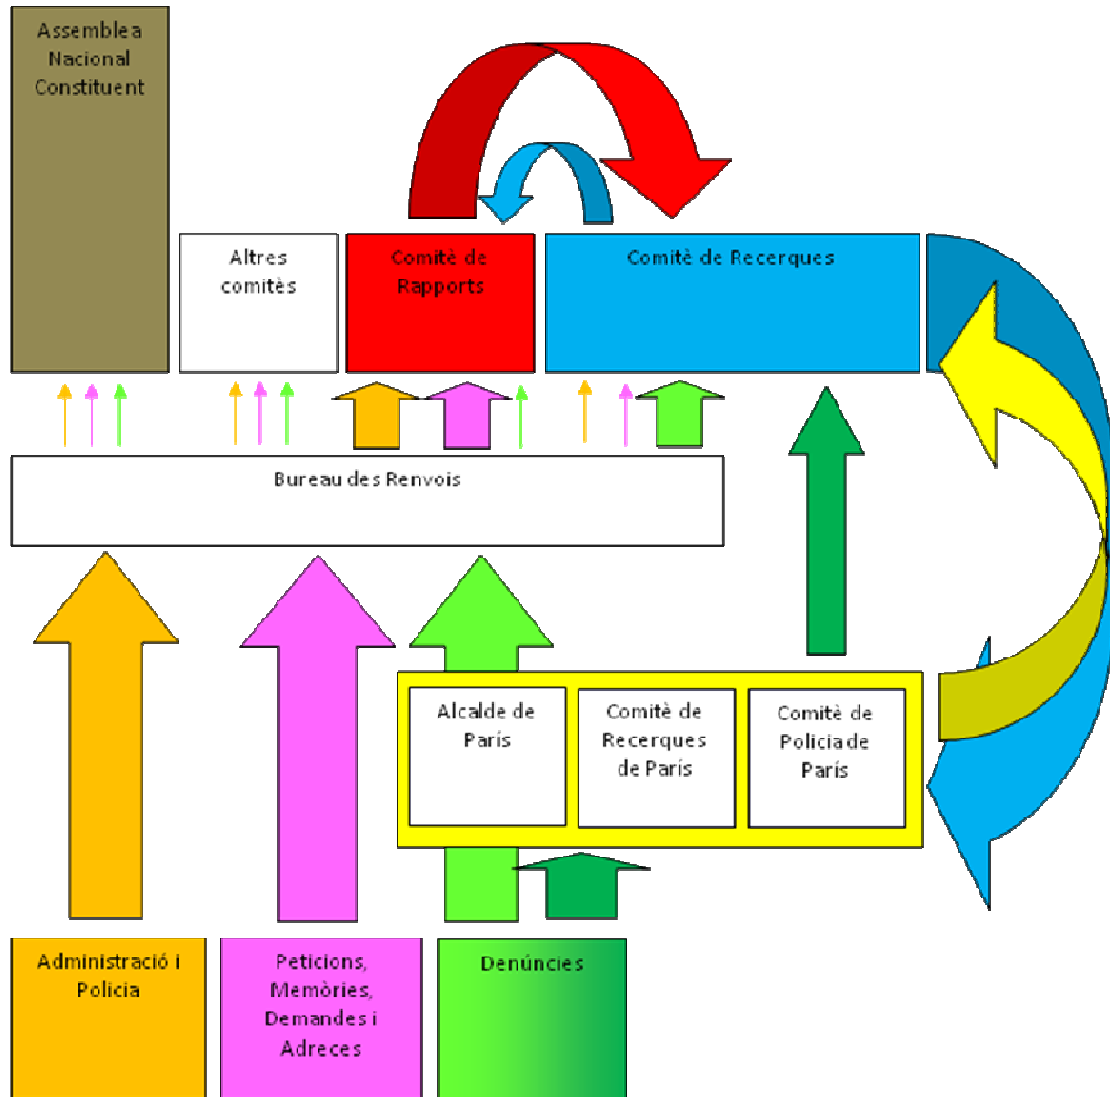 Assemblea
Nacional
Constituent
Altres
comitès
Comitè de
Rapports
Comitè de Recerques
Bureau des Renvois
Alcalde de
París
Comitè de
Recerques
de París
Comitè de
Policia de
París
Administració i
Policia
Peticions,
Memòries,
Demandes i
Adreces
Denúncies